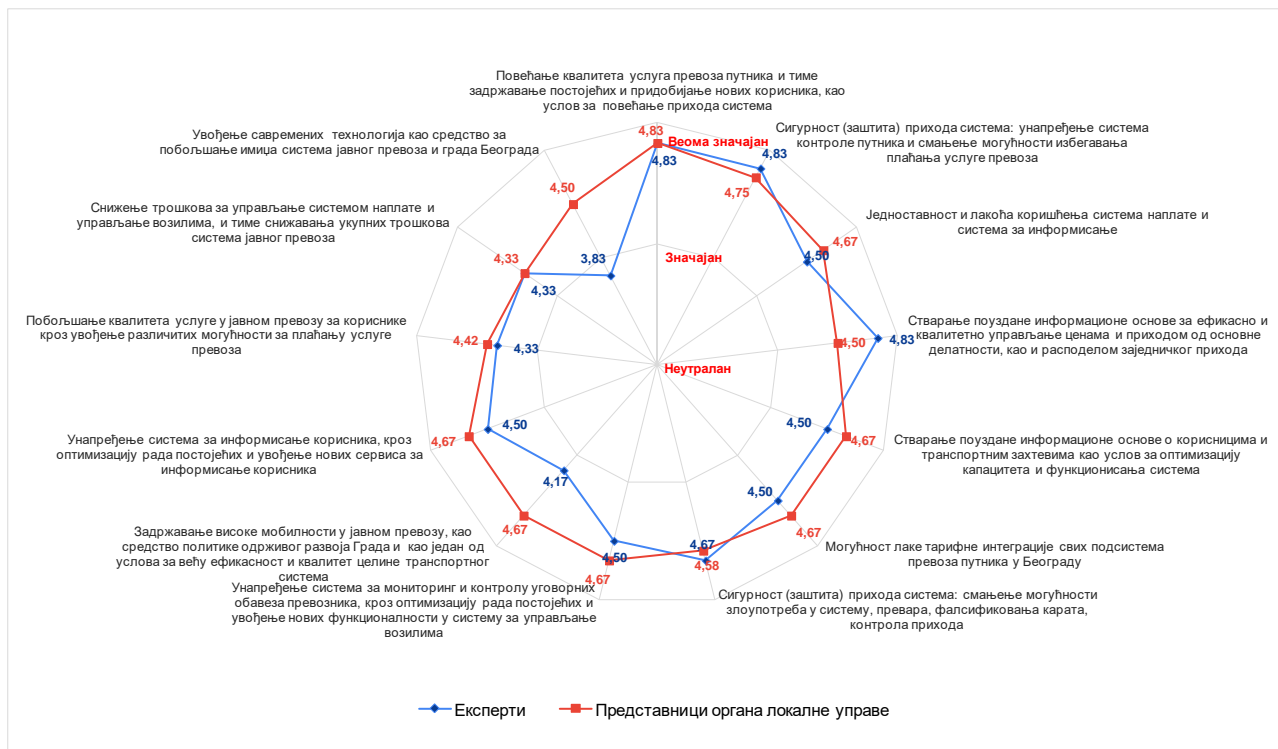 Повећање квалитета услуга превоза путника и тиме
задржавање постојећих и придобијање нових корисника, као
услов за повећање прихода система
4,83
Веома значајан
4,83
Сигурност (заштита) прихода система: унапређење система
контроле путника и смањење могућности избегавања
плаћања услуге превоза
4,83
4,75
Једноставност и лакоћа коришћења система наплате и
система за информисање
4,67
4,50
Стварање поуздане информационе основе за ефикасно и
квалитетно управљање ценама и приходом од основне
делатности, као и расподелом заједничког прихода
4,50
4,83
Стварање поуздане информационе основе о корисницима и
транспортним захтевима као услов за оптимизацију
капацитета и функционисања система
4,50
4,67
Могућност лаке тарифне интеграције свих подсистема
превоза путника у Београду
4,50
4,67
Сигурност (заштита) прихода система: смањење могућности
злоупотреба у систему, превара, фалсификовања карата,
контрола прихода
4,67
4,58
Унапређење система за мониторинг и контролу уговорних
обавеза превозника, кроз оптимизацију рада постојећих и
увођење нових функционалности у систему за управљање
возилима
4,50
4,67
Задржавање високе мобилности у јавном превозу, као
средство политике одрживог развоја Града и као један од
услова за већу ефикасност и квалитет целине транспортног
система
4,17
4,67
Унапређење система за информисање корисника, кроз
оптимизацију рада постојећих и увођење нових сервиса за
информисање корисника
4,50
4,67
Побољшање квалитета услуге у јавном превозу за кориснике
кроз увођење различитих могућности за плаћању услуге
превоза
4,42
4,33
Снижење трошкова за управљање системом наплате и
управљање возилима, и тиме снижавања укупних трошкова
система јавног превоза
4,33
4,33
Увођење савремених технологија као средство за
побољшање имиџа система јавног превоза и града Београда
4,50
3,83
Значајан
Неутралан
Експерти
Представници органа локалне управе